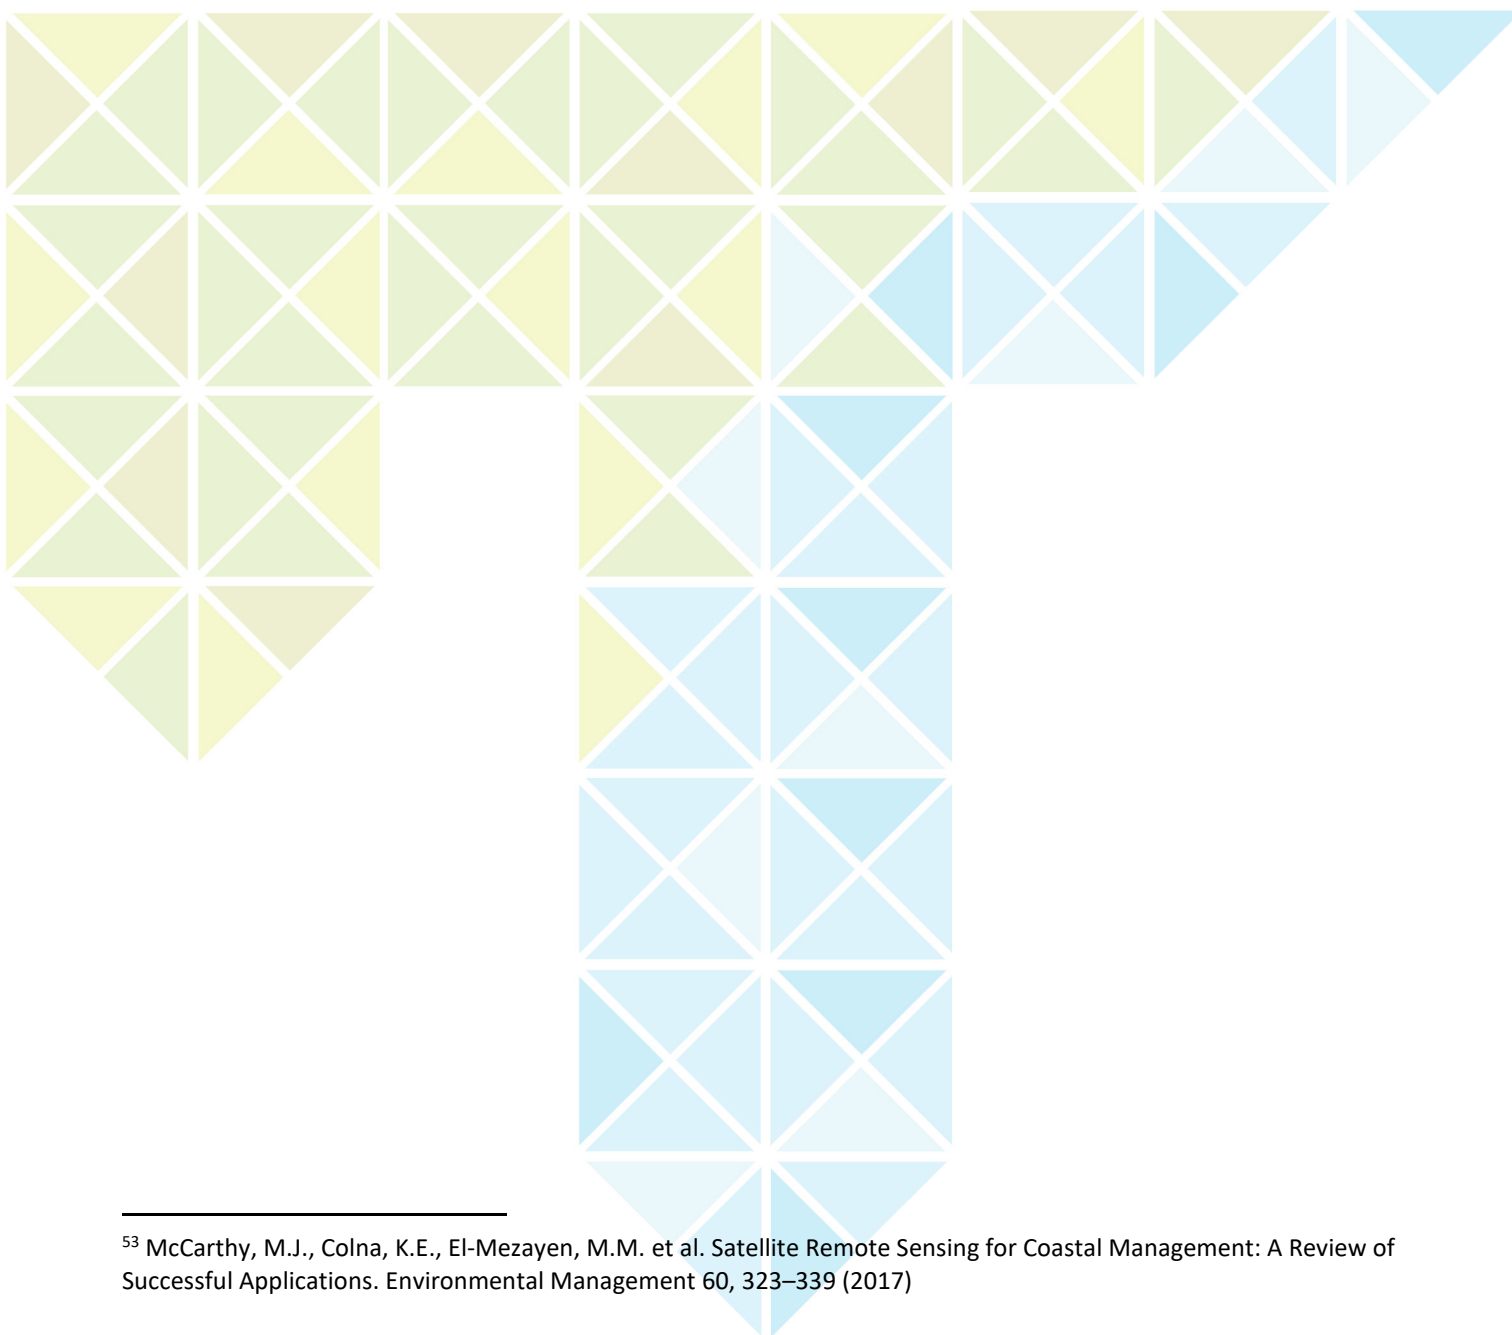 53 McCarthy, M.J., Colna, K.E., El-Mezayen, M.M. et al. Satellite Remote Sensing for Coastal Management: A Review of
Successful Applications. Environmental Management 60, 323–339 (2017)